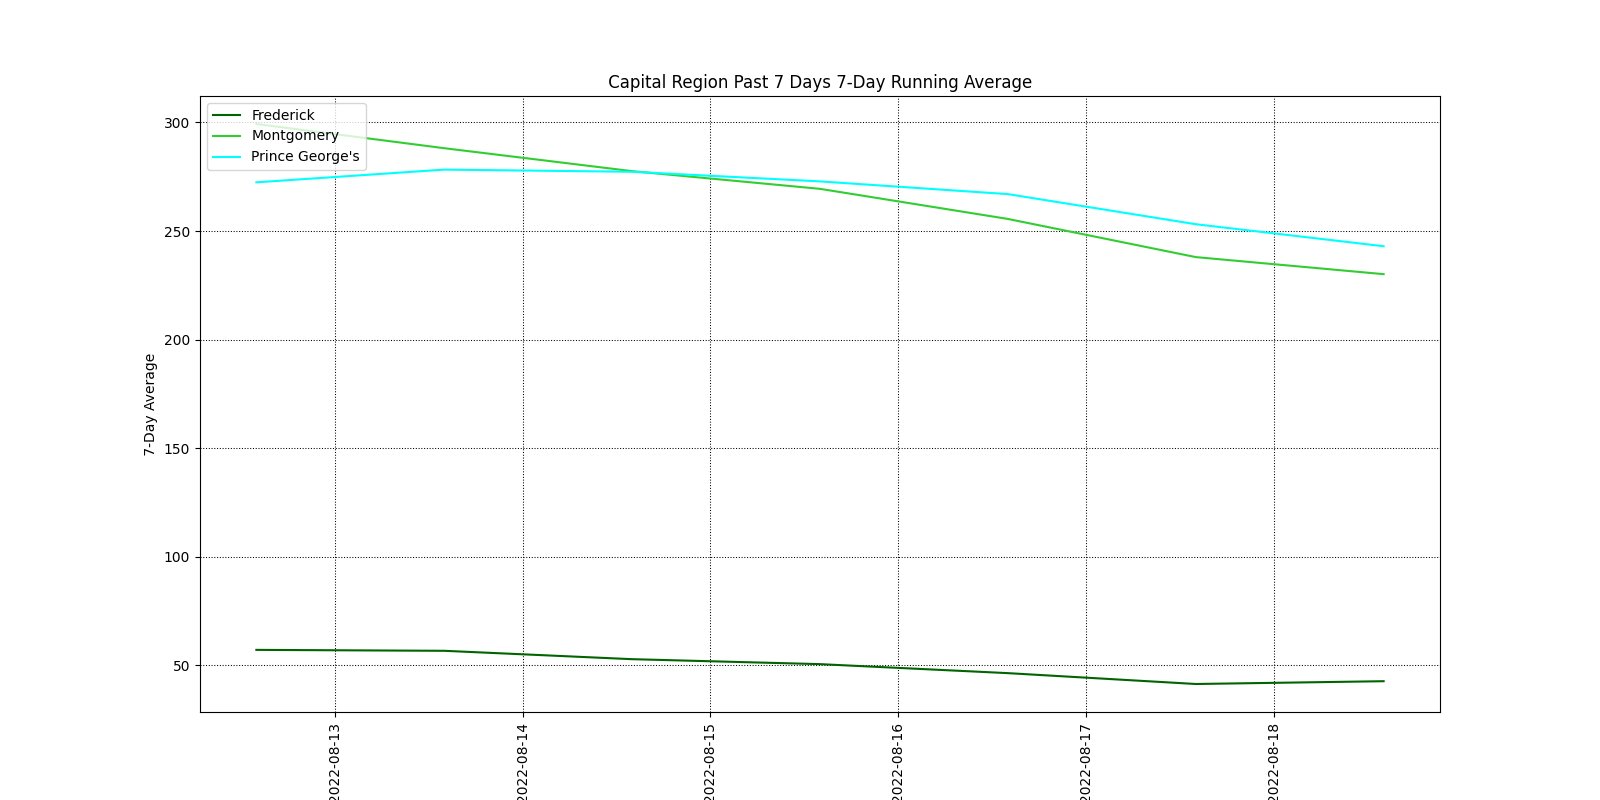 Capital Region Past 7 Days 7-Day Running Average
Frederick
Montgomery
Prince George's
300
250
200
150
100
50
7-Day Average
2022-08-13
2022-08-14
2022-08-15
2022-08-16
2022-08-17
2022-08-18